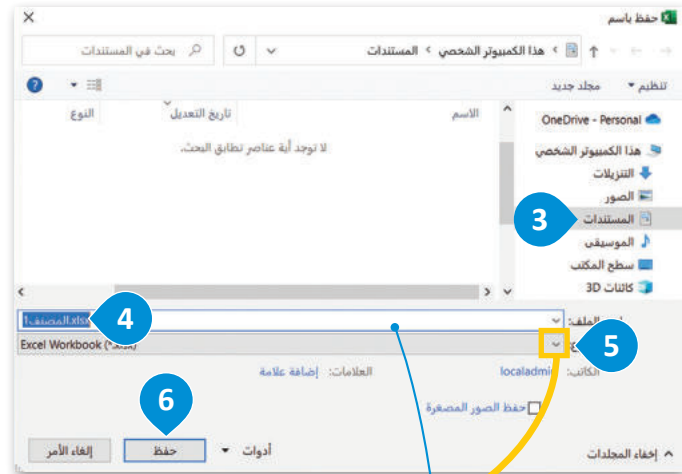 حفظ باسم
هذا الكمبيوتر الشخصي > المستندات
بحث في المستندات
تنظيم
مجلد جديد
الاسم
تاريخ التعديل
النوع
لا توجد أية عناصر تطابق البحث.
OneDrive - Personal
هذا الكمبيوتر الشخصي
التنزيلات
الصور
المستندات
3
الموسيقى
سطح المكتب
كائنات 3D
الملف:
المصنف1.xlsx
4
Excel Workbook (*.xlsx)
5
الكاتب:
localadmin
العلامات:
إضافة علامة
6
حفظ الصور المصغرة
إخفاء المجلدات
أدوات
حفظ
إلغاء الأمر